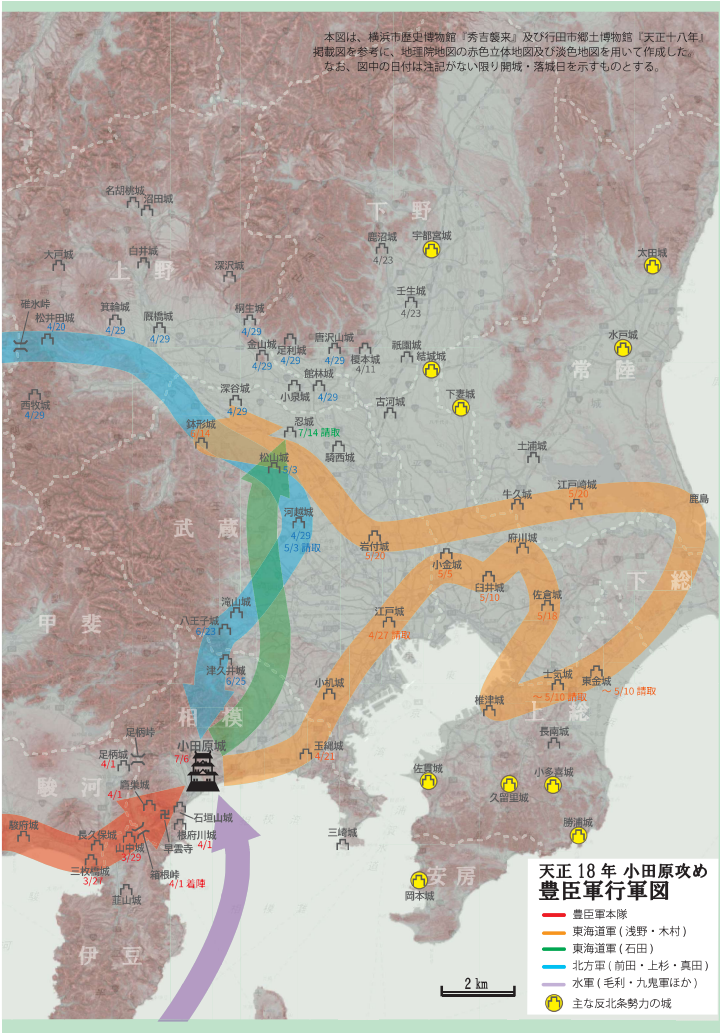 本図は、横浜市歴史博物館『秀吉襲来』及び行田市郷土博物館『天正十八年』
掲載図を参考に、地理院地図の赤色立体地図及び淡色地図を用いて作成した。
なお、図中の日付は注記がない限り開城・落城日を示すものとする。
名胡桃城
沼田城
下野
鹿沼城
4/23
宇都宮城
太田城
大戸城
白井城
上野
深沢城
壬生城
4/23
碓氷峠
松井田城
4/20
箕輪城
4/29
厩橋城
4/29
桐生城
4/29
金山城
4/29
足利城
4/29
唐沢山城
4/29
榎本城
4/11
祇園城
結城城
水戸城
常陸
西牧城
4/29
深谷城
4/29
小泉城
館林城
4/29
古河城
下妻城
鉢形城
6/14
忍城
7/14 請取
騎西城
土浦城
松山城
5/3
牛久城
江戸崎城
5/20
鹿島
武蔵
河越城
4/29
5/3 請取
岩付城
5/20
府川城
小金城
5/5
臼井城
5/10
下総
佐倉城
5/18
甲斐
滝山城
八王子城
6/23
江戸城
4/27 請取
津久井城
6/25
小机城
士気城
～5/10 請取
東金城
～5/10 請取
椎津城
上総
相模
小田原城
7/6
足柄峠
足柄城
4/1
玉縄城
4/21
長南城
佐貫城
久留里城
小多喜城
駿河
鷹巣城
4/1
石垣山城
根府川城
4/1
早雲寺
駿府城
長久保城
山中城
3/29
三枚橋城
3/27
箱根峠
4/1 着陣
韮山城
三崎城
勝浦城
安房
岡本城
伊豆
天正 18 年 小田原攻め
豊臣軍行軍図
豊臣軍本隊
東海道軍 ( 浅野・木村 )
東海道軍 ( 石田 )
北方軍 ( 前田・上杉・真田 )
水軍 ( 毛利・九鬼軍ほか )
主な反北条勢力の城
2 km